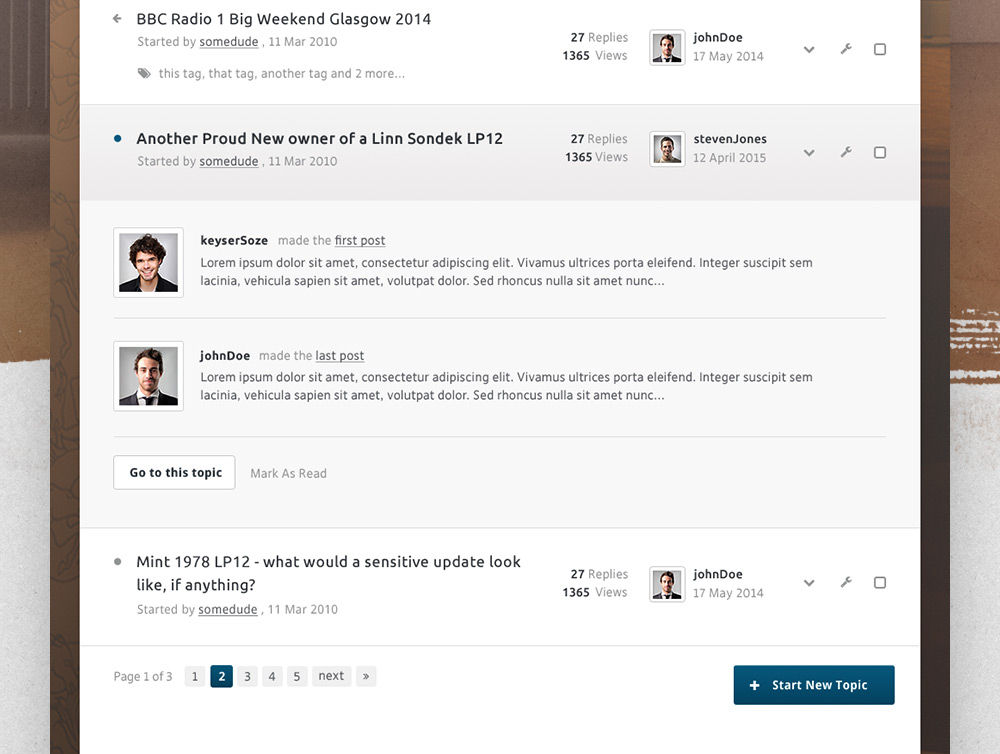 BBC Radio 1 Big Weekend Glasgow 2014
Started by somedude , 11 Mar 2010
this tag, that tag, another tag and 2 more...
27 Replies
1365 Views
johnDoe
17 May 2014
Another Proud New owner of a Linn Sondek LP12
Started by somedude , 11 Mar 2010
27 Replies
1365 Views
stevenJones
12 April 2015
keyserSoze made the first post
Lorem ipsum dolor sit amet, consectetur adipiscing elit. Vivamus ultrices porta eleifend. Integer suscipit sem
lacinia, vehicula sapien sit amet, volutpat dolor. Sed rhoncus nulla sit amet nunc...
johnDoe made the last post
Lorem ipsum dolor sit amet, consectetur adipiscing elit. Vivamus ultrices porta eleifend. Integer suscipit sem
lacinia, vehicula sapien sit amet, volutpat dolor. Sed rhoncus nulla sit amet nunc...
Go to this topic Mark As Read
Mint 1978 LP12 - what would a sensitive update look
like, if anything?
Started by somedude , 11 Mar 2010
27 Replies
1365 Views
johnDoe
17 May 2014
Page 1 of 3 1 2 3 4 5 next »
+ Start New Topic